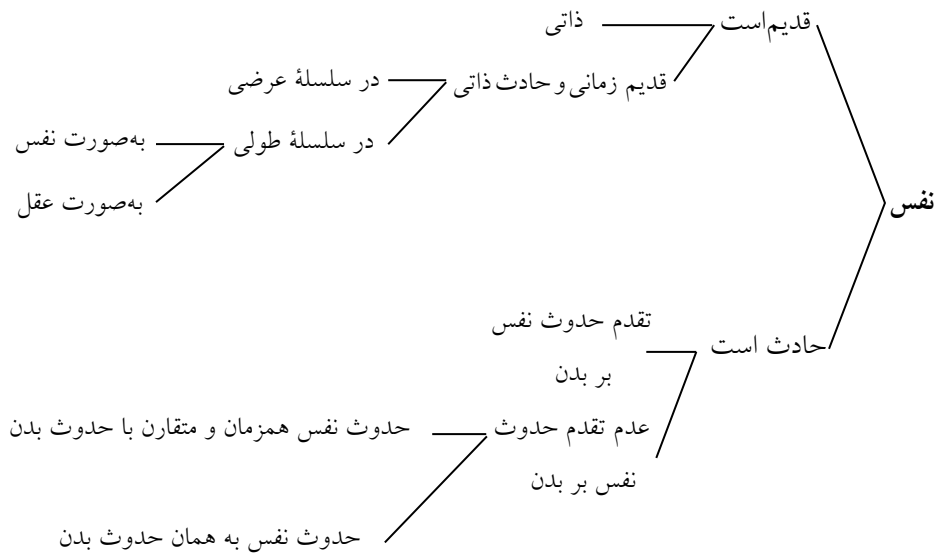 نفس
قدیم‌است
ذاتی
قدیم زمانی و حادث ذاتی
در سلسلهٔ عرضی
در سلسلهٔ طولی
به‌صورت نفس
به‌صورت عقل
حادث است
تقدم حدوث نفس
بر بدن
عدم تقدم حدوث
نفس بر بدن
حدوث نفس همزمان و متقارن با حدوث بدن
حدوث نفس به همان حدوث بدن